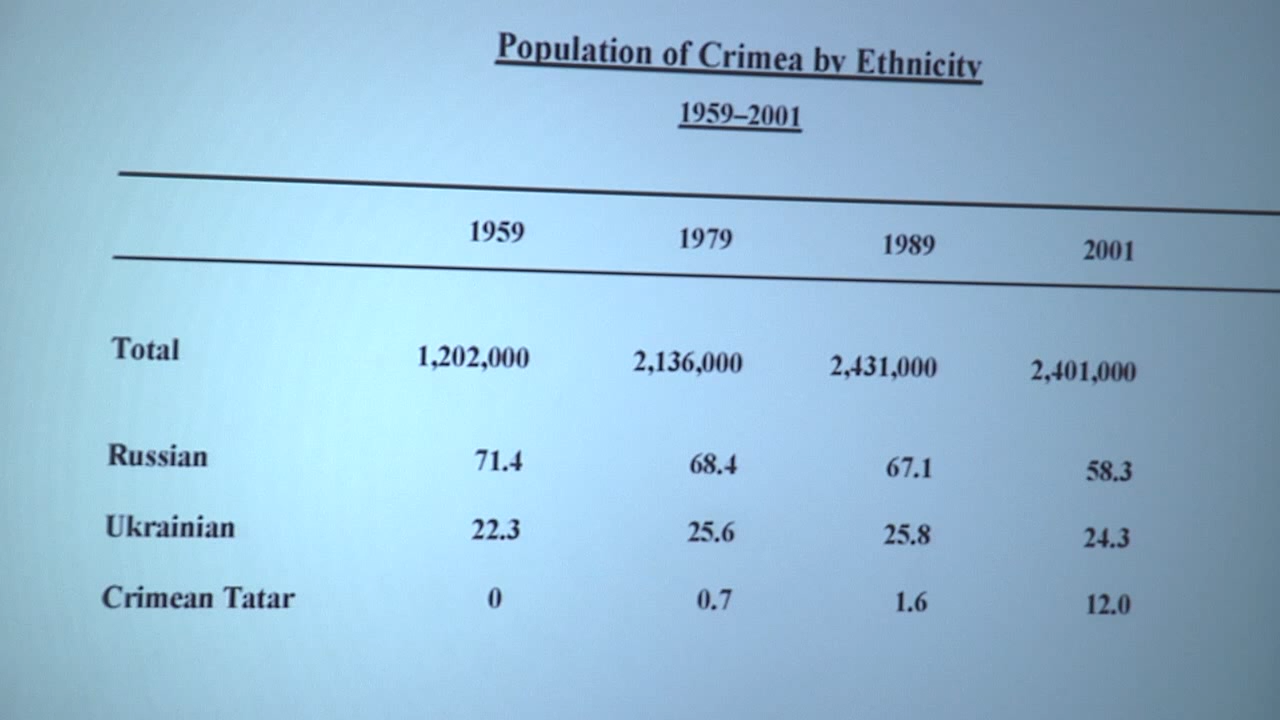 Population of Crimea by Ethnicity
1959–2001
1959 1979 1989 2001
Total 1,202,000 2,136,000 2,431,000 2,401,000
Russian 71.4 68.4 67.1 58.3
Ukrainian 22.3 25.6 25.8 24.3
Crimean Tatar 0 0.7 1.6 12.0